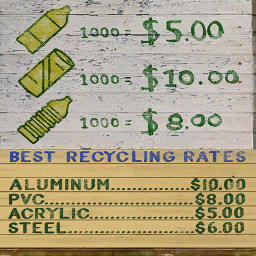 1000 = $5.00
1000 = $10.00
1000 = $8.00
BEST RECYCLING RATES
ALUMINUM..............$10.00
PVC.........................$8.00
ACRYLIC..................$5.00
STEEL......................$6.00